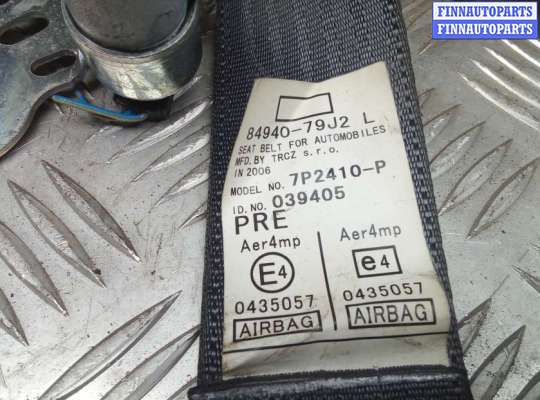 FINNAUTOPARTS
FINNAUTOPARTS
84940-79J2 L
SEAT BELT FOR AUTOMOBILES
MFD. BY TRCZ s.r.o.
IN 2006
MODEL NO. 7P2410-P
ID. NO. 039405
PRE
Aer4mp
E4
0435057
AIRBAG
Aer4mp
e4
0435057
AIRBAG